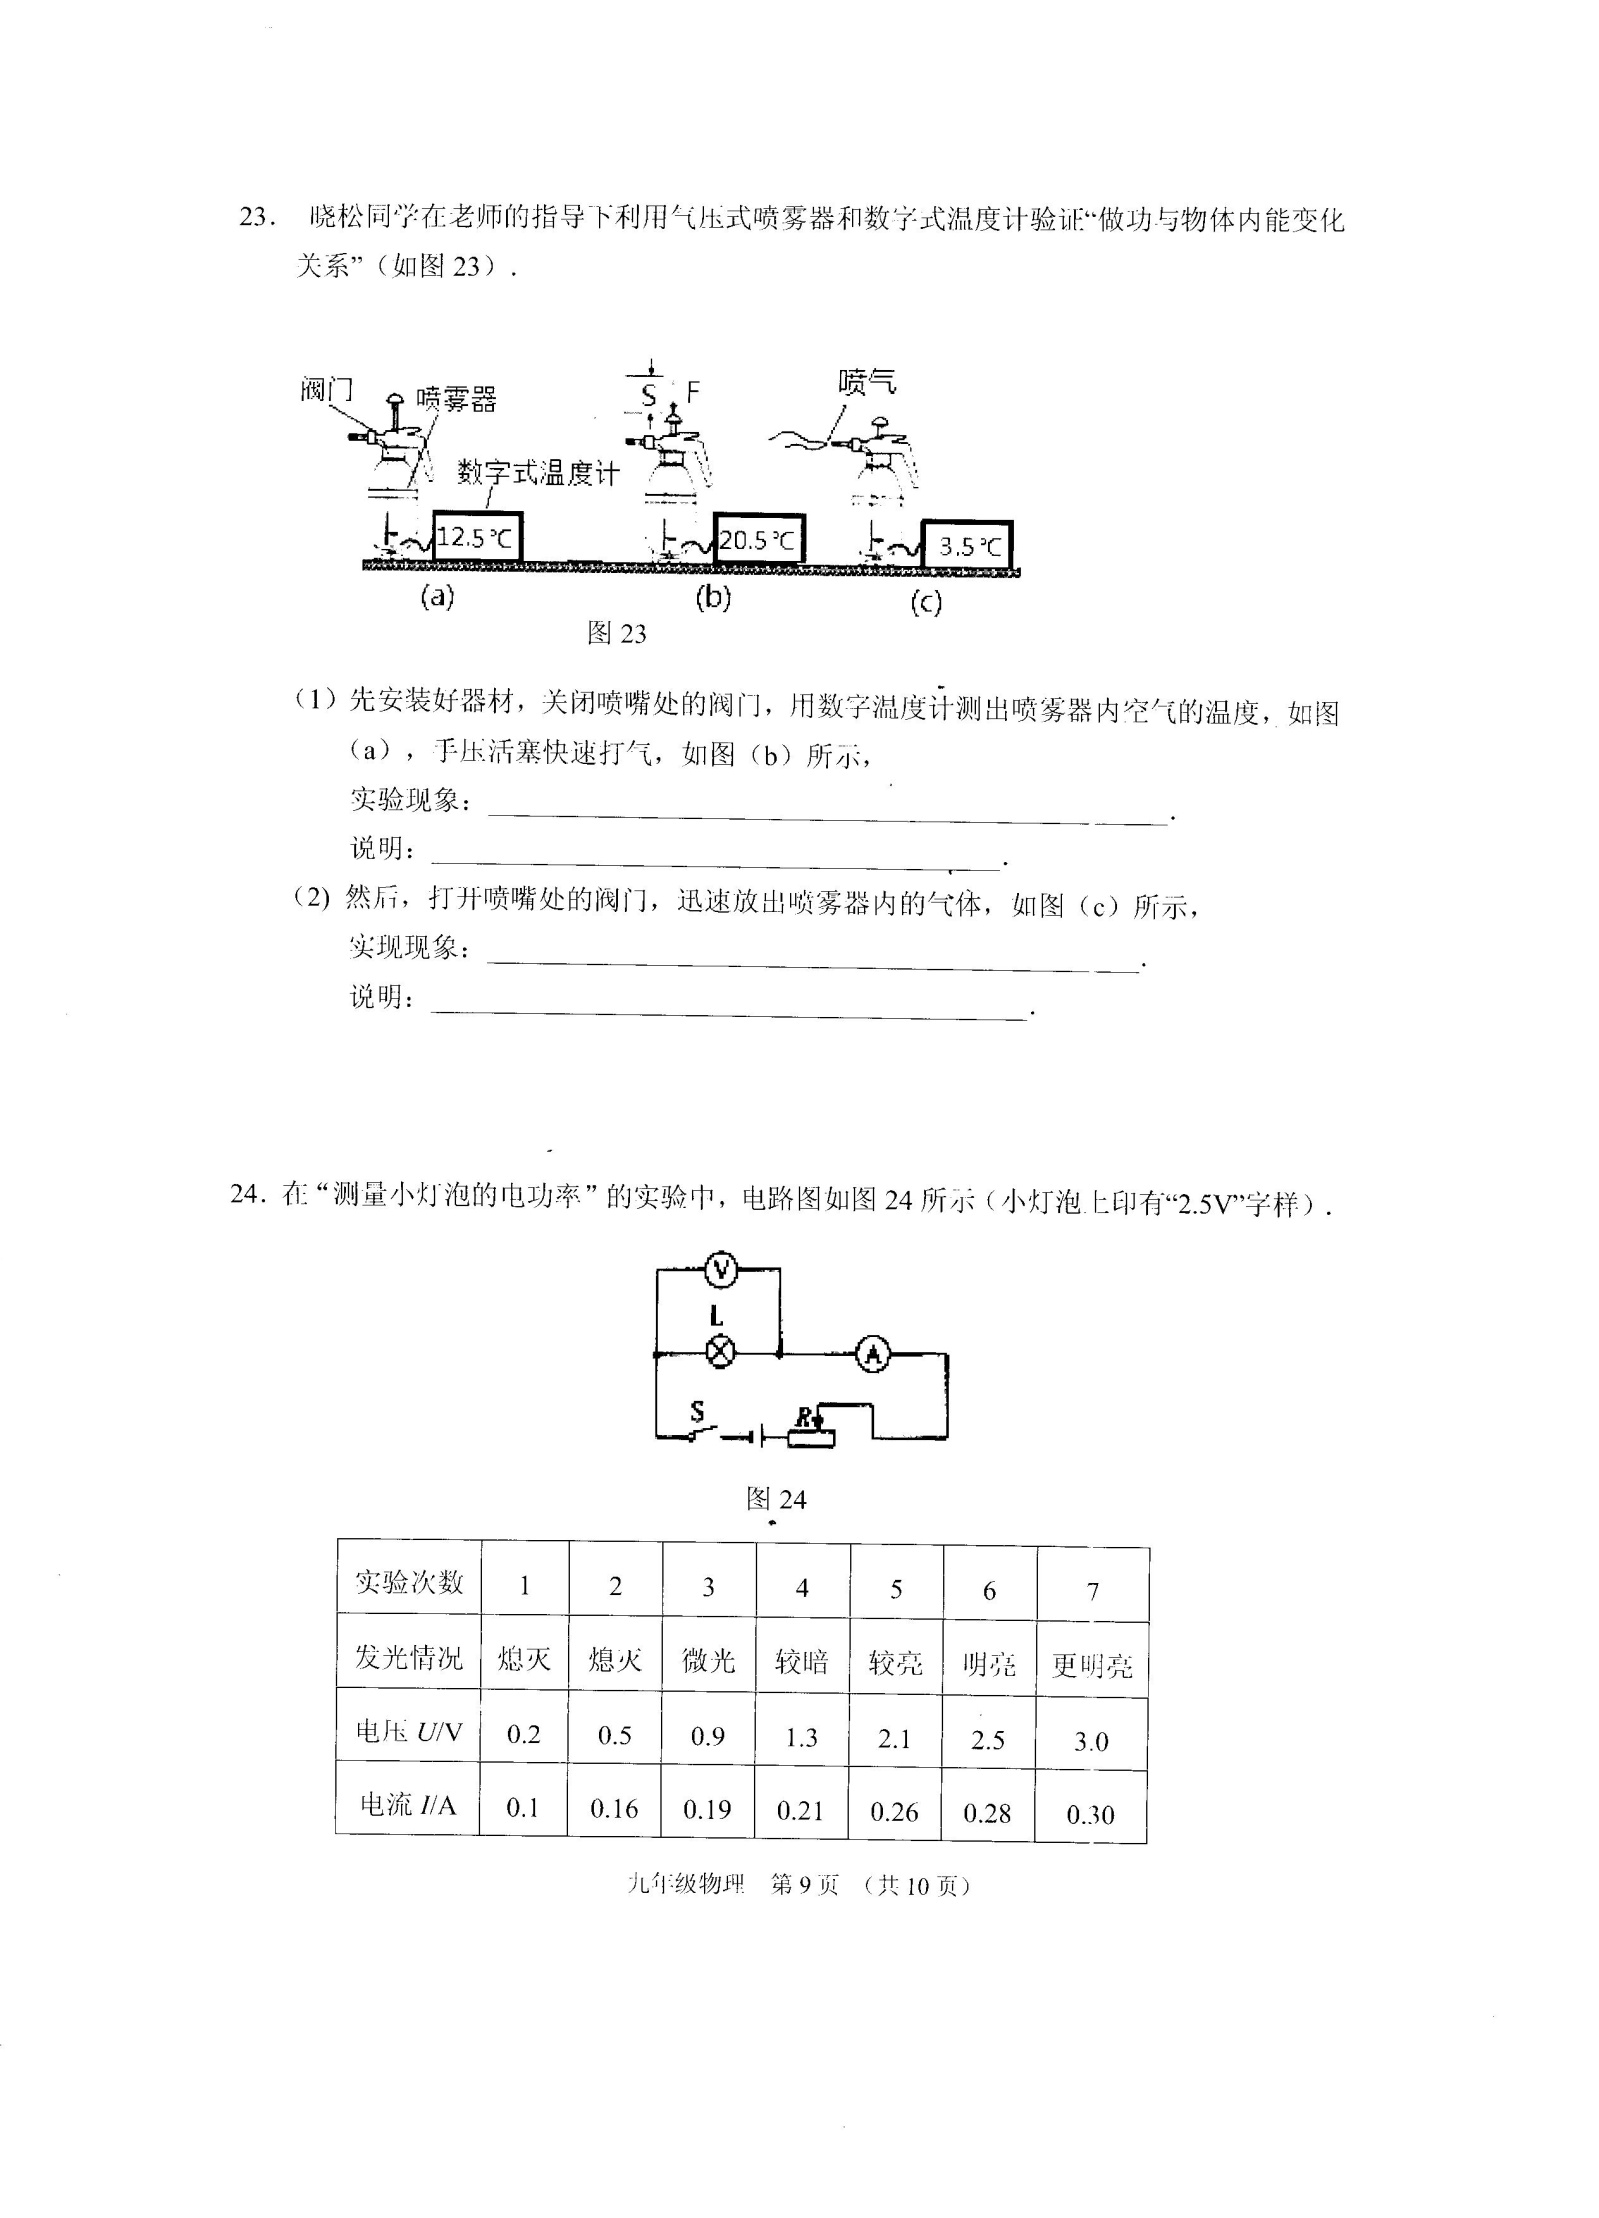 23. 晓松同学在老师的指导下利用气压式喷雾器和数字式温度计验证“做功与物体内能变化
关系”（如图 23）.
阀门
喷雾器
数字式温度计
12.5℃
(a)
S
F
20.5℃
(b)
喷气
3.5℃
(c)
图 23
（1）先安装好器材，关闭喷嘴处的阀门，用数字温度计测出喷雾器内空气的温度，如图
（a），手压活塞快速打气，如图（b）所示，
实验现象：.
说明：.
（2) 然后，打开喷嘴处的阀门，迅速放出喷雾器内的气体，如图（c）所示，
实现现象：.
说明：.
24. 在“测量小灯泡的电功率”的实验中，电路图如图 24 所示（小灯泡上印有“2.5V”字样）.
V
L
A
S
R
图 24
实验次数 1 2 3 4 5 6 7
发光情况 熄灭 熄灭 微光 较暗 较亮 明亮 更明亮
电压 U/V 0.2 0.5 0.9 1.3 2.1 2.5 3.0
电流 I/A 0.1 0.16 0.19 0.21 0.26 0.28 0.30
九年级物理 第 9 页 （共 10 页）